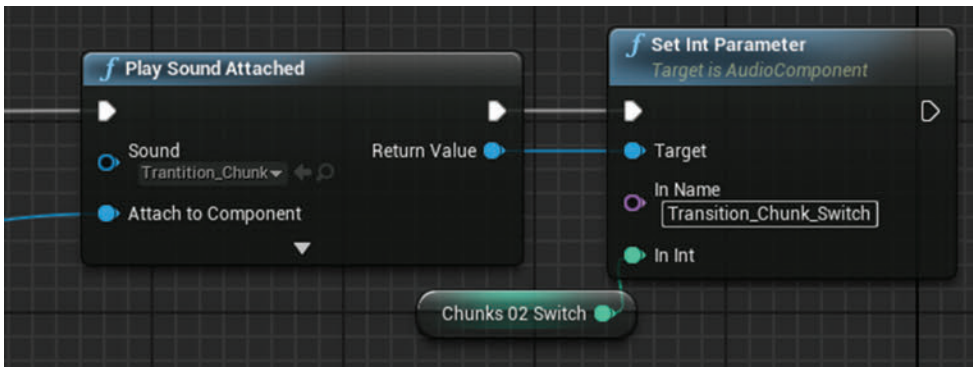 f Play Sound Attached
Sound
Trantition_Chunk
Return Value
Attach to Component
f Set Int Parameter
Target is AudioComponent
Target
In Name
Transition_Chunk_Switch
In Int
Chunks 02 Switch